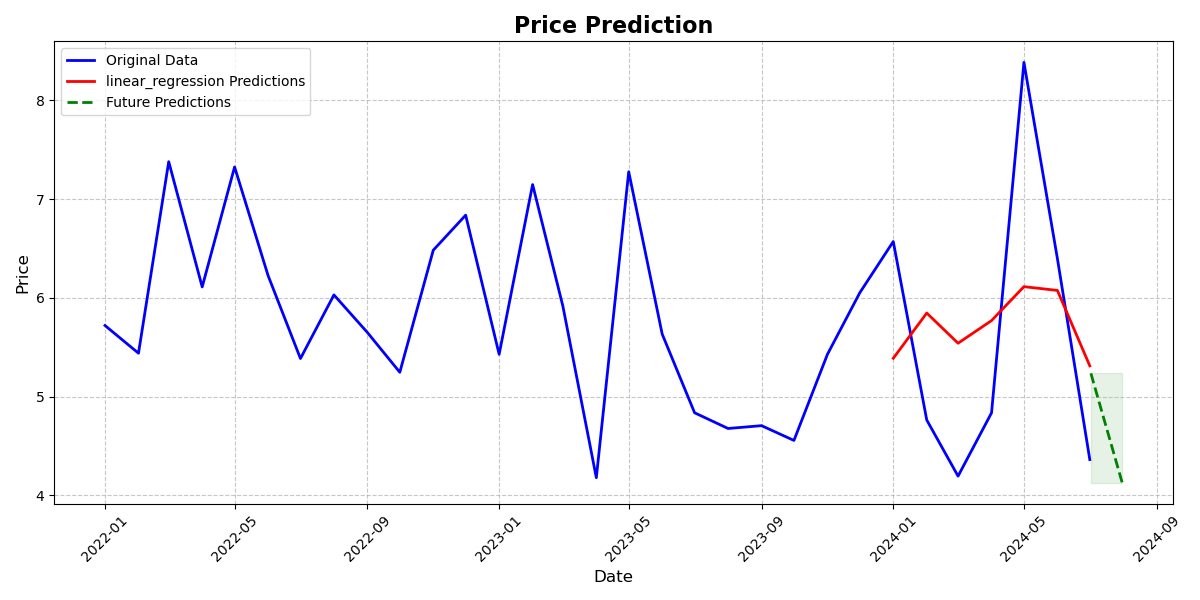 Price Prediction
Original Data
linear_regression Predictions
Future Predictions
Price
8
7
6
5
4
2022-01
2022-05
2022-09
2023-01
2023-05
2023-09
2024-01
2024-05
2024-09
Date